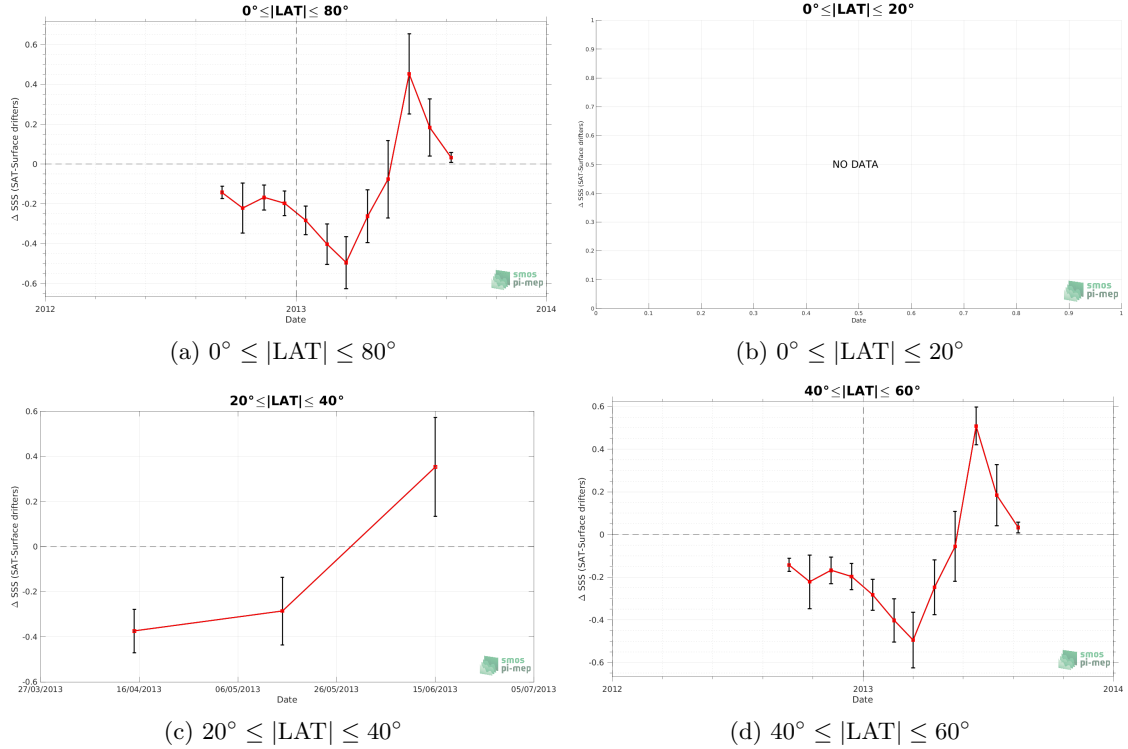 0°≤|LAT|≤ 80°
Δ SSS (SAT-Surface drifters)
0.6
0.4
0.2
0
-0.2
-0.4
-0.6
2012
2013
2014
Date
smos
pi-mep
(a) 0° ≤ |LAT| ≤ 80°
0°≤|LAT|≤ 20°
Δ SSS (SAT-Surface drifters)
1
0.9
0.8
0.7
0.6
0.5
0.4
0.3
0.2
0.1
0
NO DATA
0 0.1 0.2 0.3 0.4 0.5 0.6 0.7 0.8 0.9 1
Date
smos
pi-mep
(b) 0° ≤ |LAT| ≤ 20°
20°≤|LAT|≤ 40°
Δ SSS (SAT-Surface drifters)
0.6
0.4
0.2
0
-0.2
-0.4
-0.6
27/03/2013 16/04/2013 06/05/2013 26/05/2013 15/06/2013 05/07/2013
Date
smos
pi-mep
(c) 20° ≤ |LAT| ≤ 40°
40°≤|LAT|≤ 60°
Δ SSS (SAT-Surface drifters)
0.6
0.4
0.2
0
-0.2
-0.4
-0.6
2012
2013
2014
Date
smos
pi-mep
(d) 40° ≤ |LAT| ≤ 60°